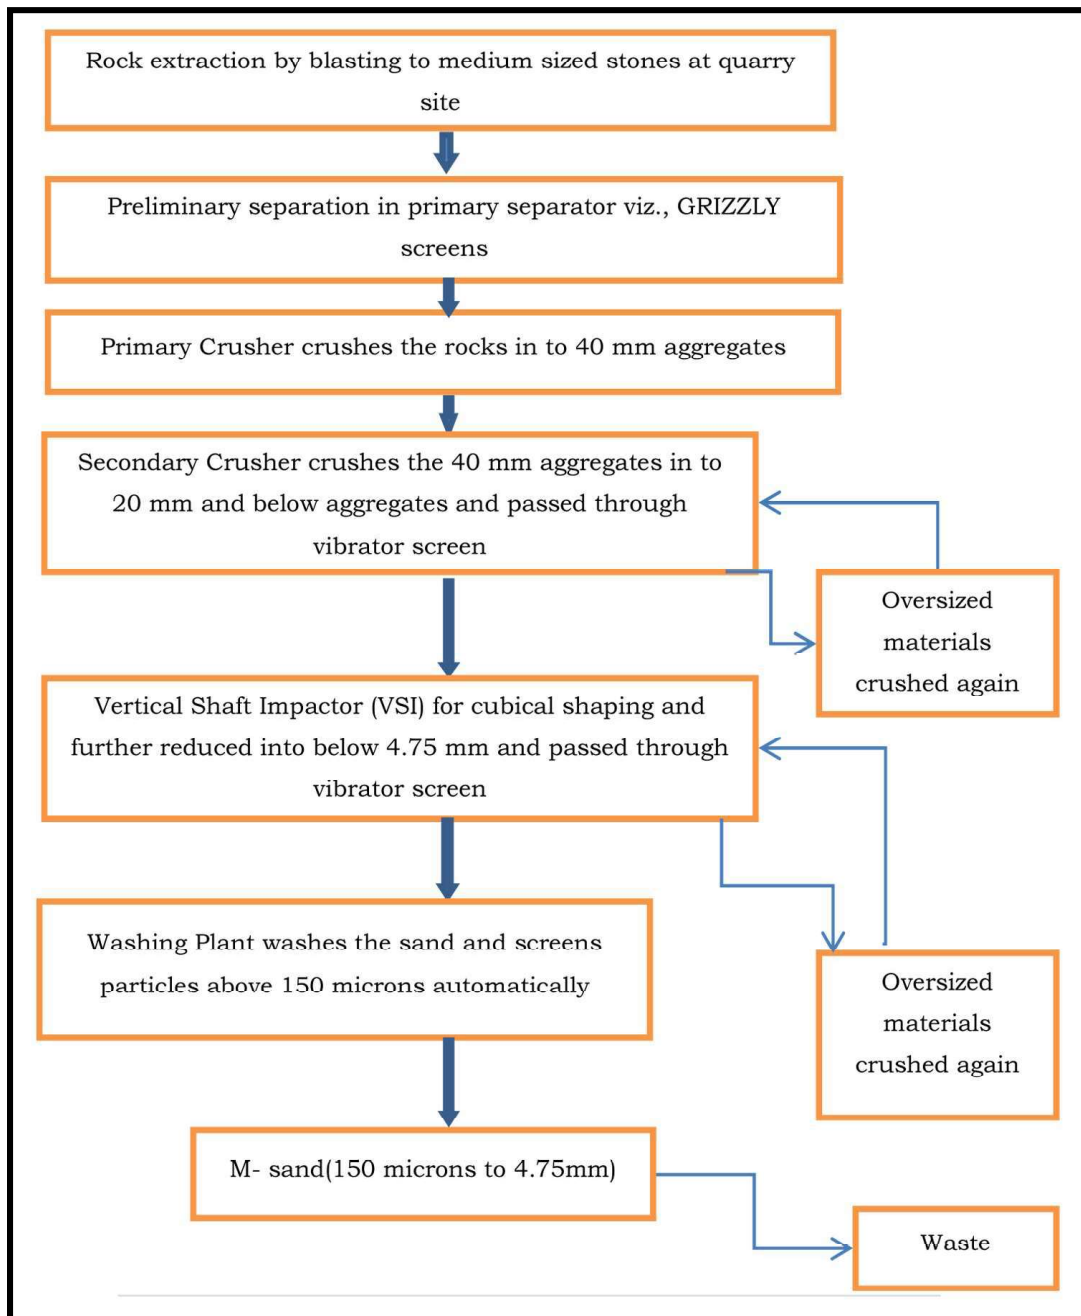 Rock extraction by blasting to medium sized stones at quarry
site
Preliminary separation in primary separator viz., GRIZZLY
screens
Primary Crusher crushes the rocks in to 40 mm aggregates
Secondary Crusher crushes the 40 mm aggregates in to
20 mm and below aggregates and passed through
vibrator screen
Oversized
materials
crushed again
Vertical Shaft Impactor (VSI) for cubical shaping and
further reduced into below 4.75 mm and passed through
vibrator screen
Washing Plant washes the sand and screens
particles above 150 microns automatically
Oversized
materials
crushed again
M- sand(150 microns to 4.75mm)
Waste